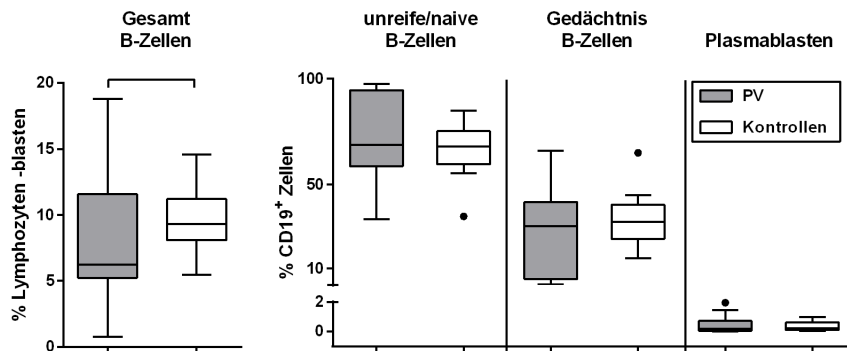 Gesamt
B-Zellen
unreife/naive
B-Zellen
Gedächtnis
B-Zellen
Plasmablasten
% Lymphozyten -blasten
20
15
10
5
0
% CD19+ Zellen
100
50
10
2
0
PV
Kontrollen